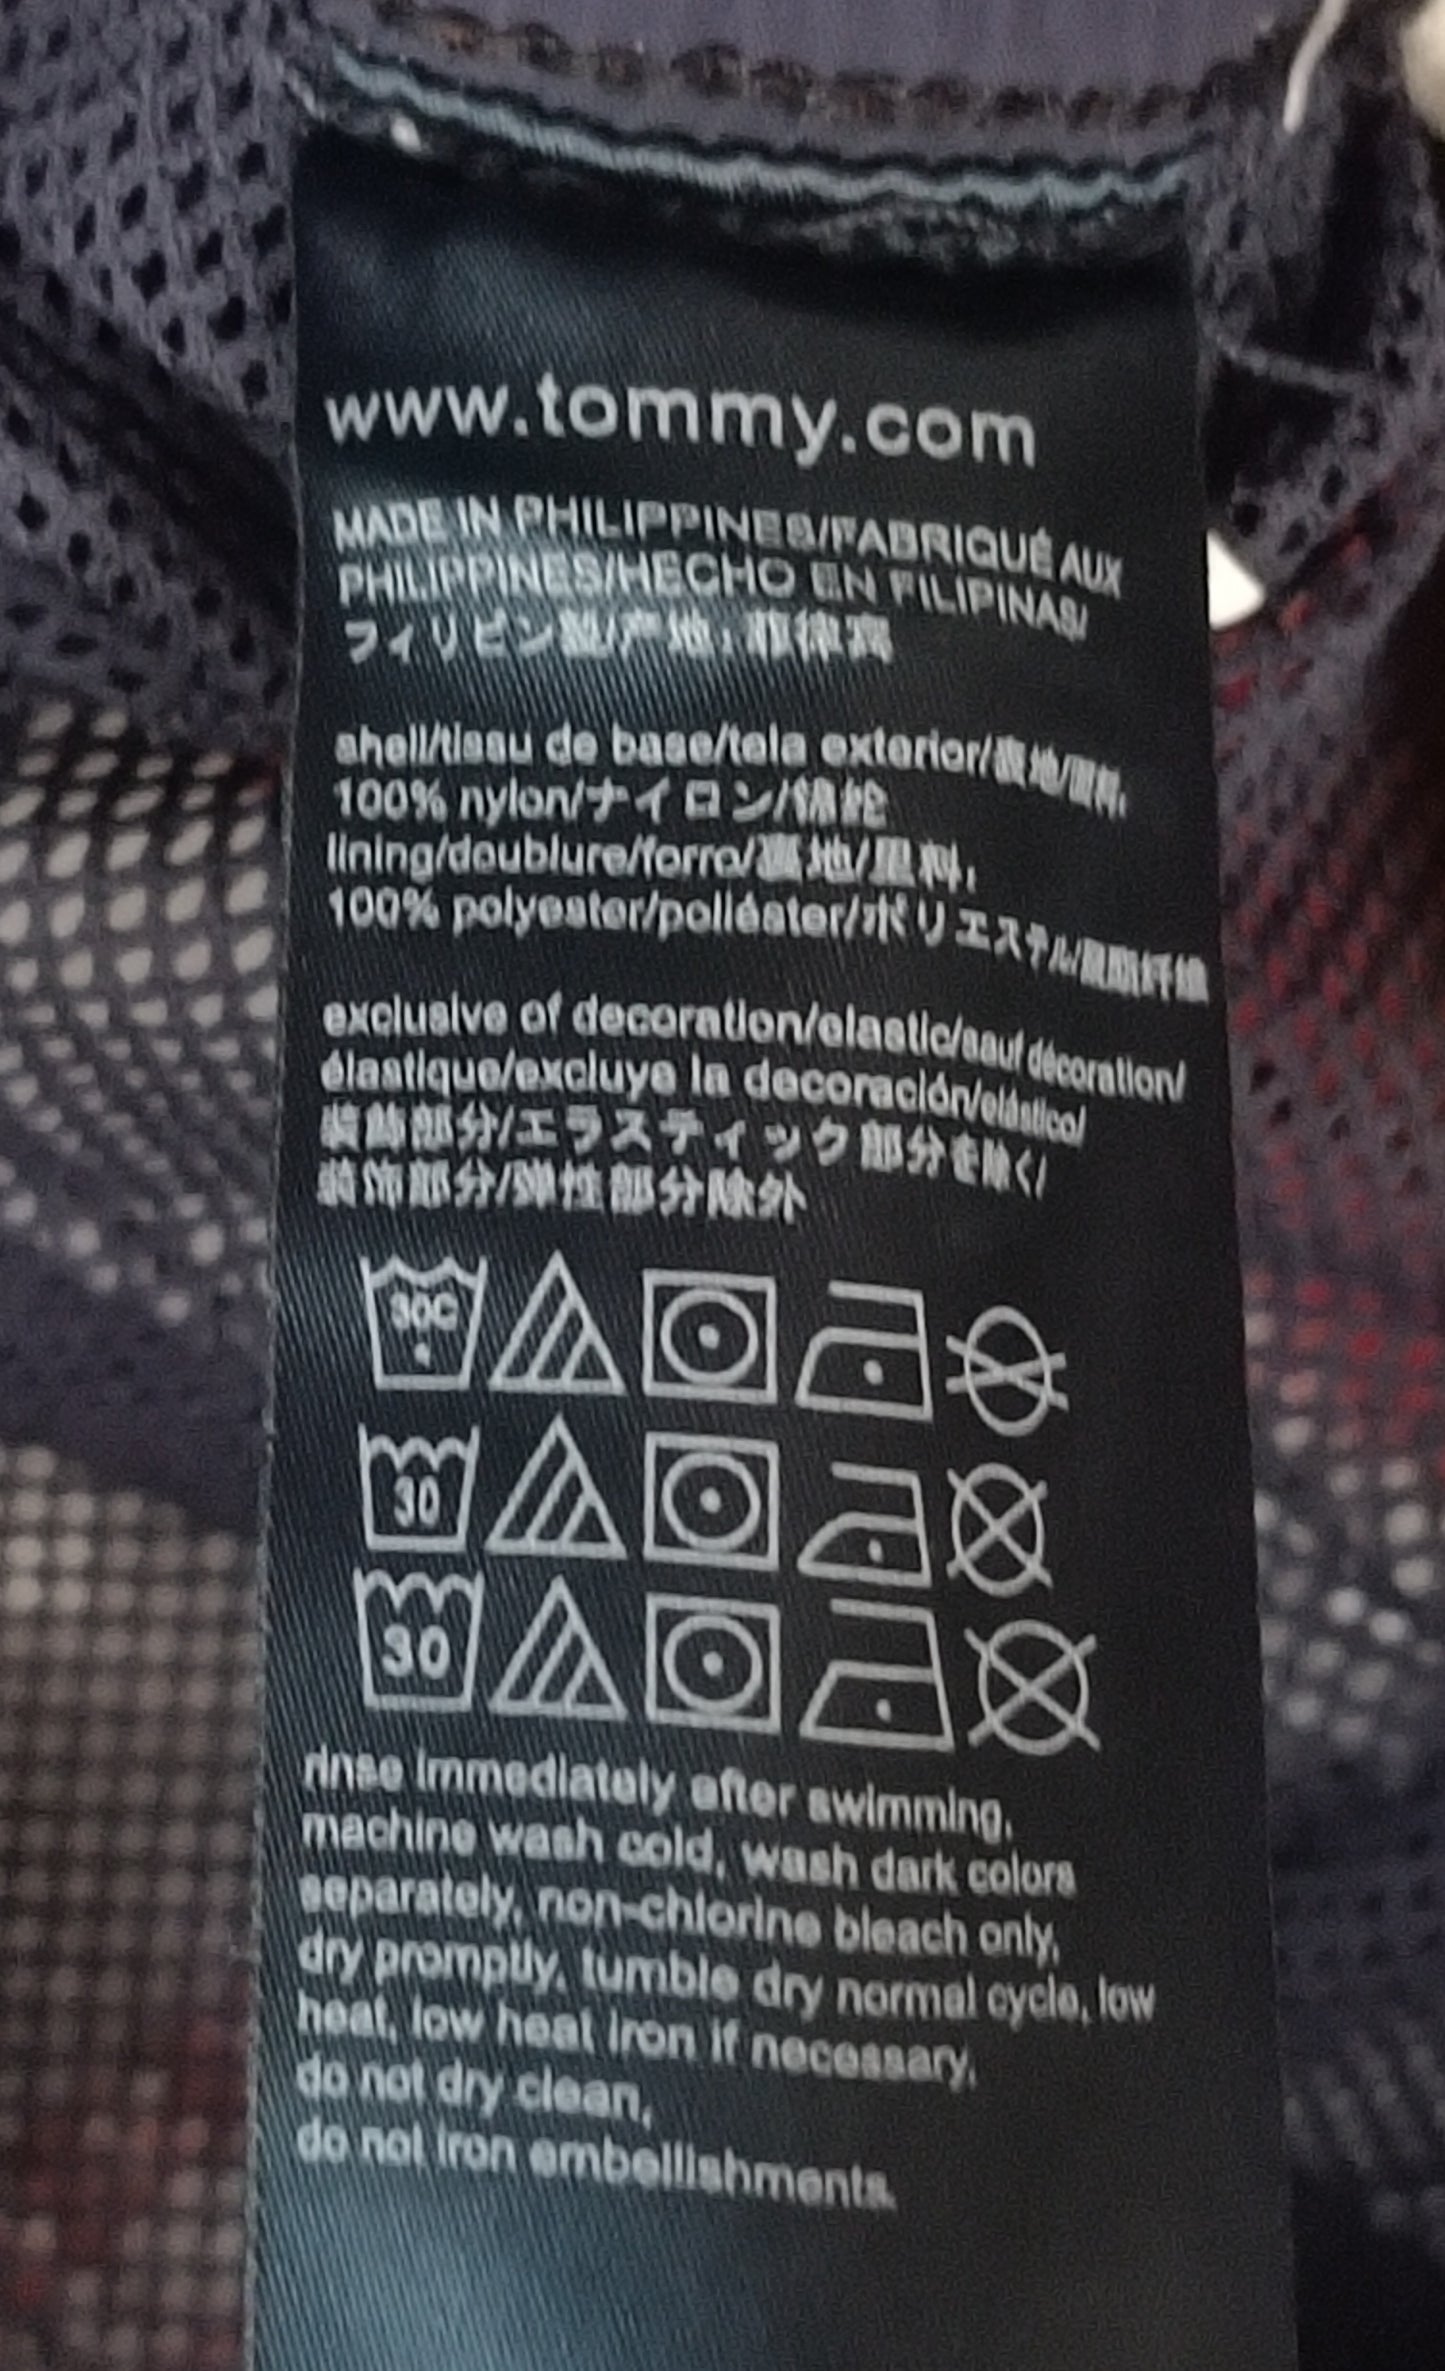 www.tommy.com
MADE IN PHILIPPINES/FABRIQUÉ AUX
PHILIPPINES/HECHO EN FILIPINAS/
フィリピン製/产地：菲律宾
shell/tissu de base/tela exterior/表地/面料:
100% nylon/ナイロン/锦纶
lining/doublure/forro/裏地/里料:
100% polyester/poliéster/ポリエステル/聚酯纤维
exclusive of decoration/elastic/sauf décoration/
élastique/excluye la decoración/elástico/
装飾部分/エラスティック部分を除く/
装饰部分/弹性部分除外
30C
30
30
rinse immediately after swimming,
machine wash cold, wash dark colors
separately, non-chlorine bleach only,
dry promptly, tumble dry normal cycle, low
heat, low heat iron if necessary,
do not dry clean,
do not iron embellishments.